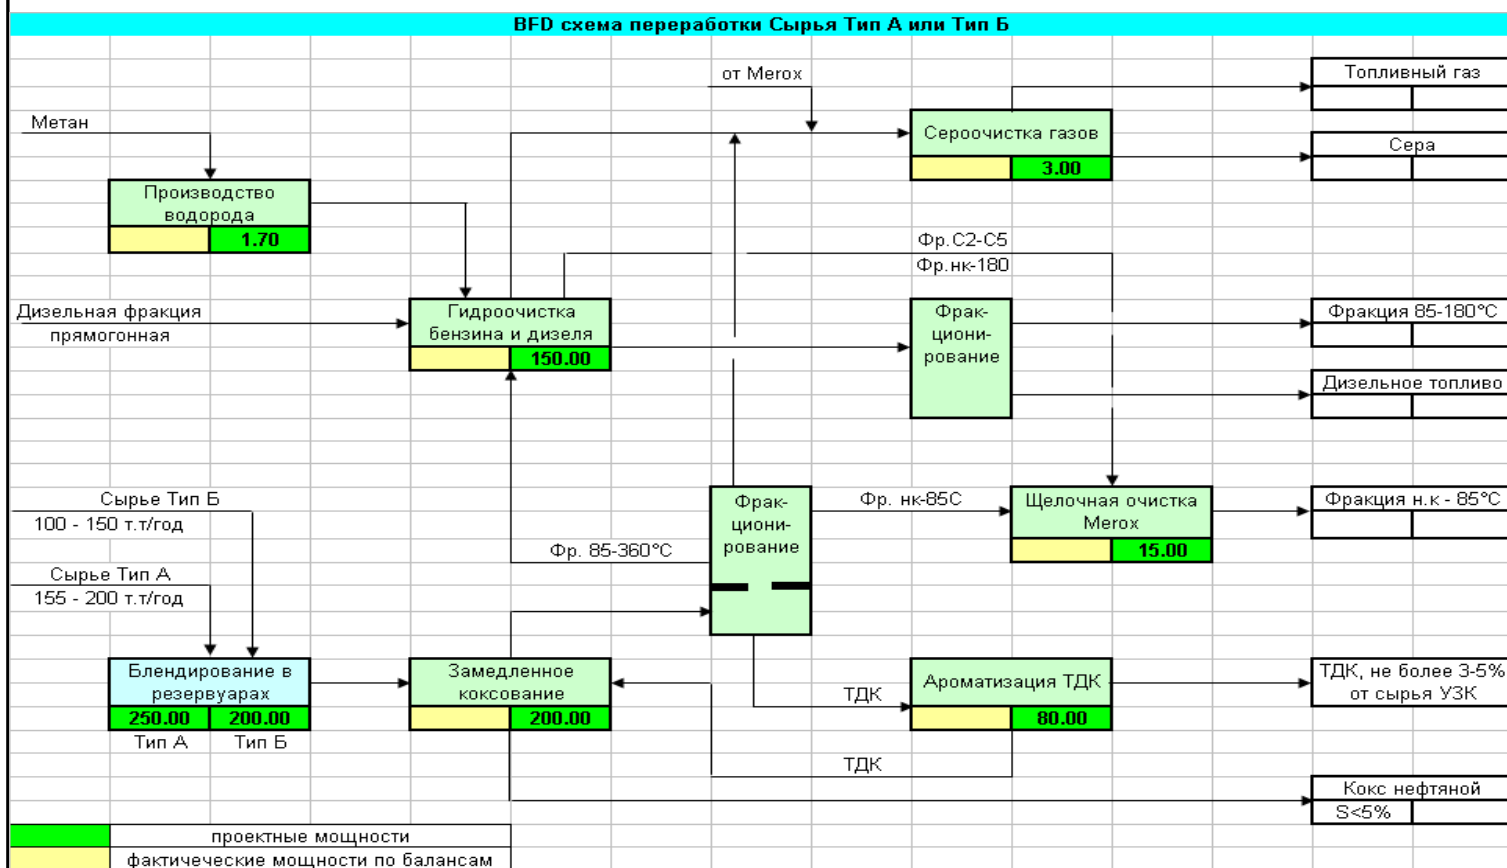 BFD схема переработки Сырья Тип А или Тип Б
от Merox
Топливный газ
Метан
Сероочистка газов
3.00
Сера
Производство
водорода
1.70
Фр.С2-С5
Фр.нк-180
Дизельная фракция
прямогонная
Гидроочистка
бензина и дизеля
150.00
Фрак-
циони-
рование
Фракция 85-180°С
Дизельное топливо
Сырье Тип Б
100 - 150 т.т/год
Фрак-
циони-
рование
Фр. нк-85С
Щелочная очистка
Merox
15.00
Фракция н.к - 85°С
Фр. 85-360°С
Сырье Тип А
155 - 200 т.т/год
Блендирование в
резервуарах
250.00 200.00
Тип А Тип Б
Замедленное
коксование
200.00
ТДК
Ароматизация ТДК
80.00
ТДК, не более 3-5%
от сырья УЗК
ТДК
Кокс нефтяной
S<5%
проектные мощности
фактичеческие мощности по балансам